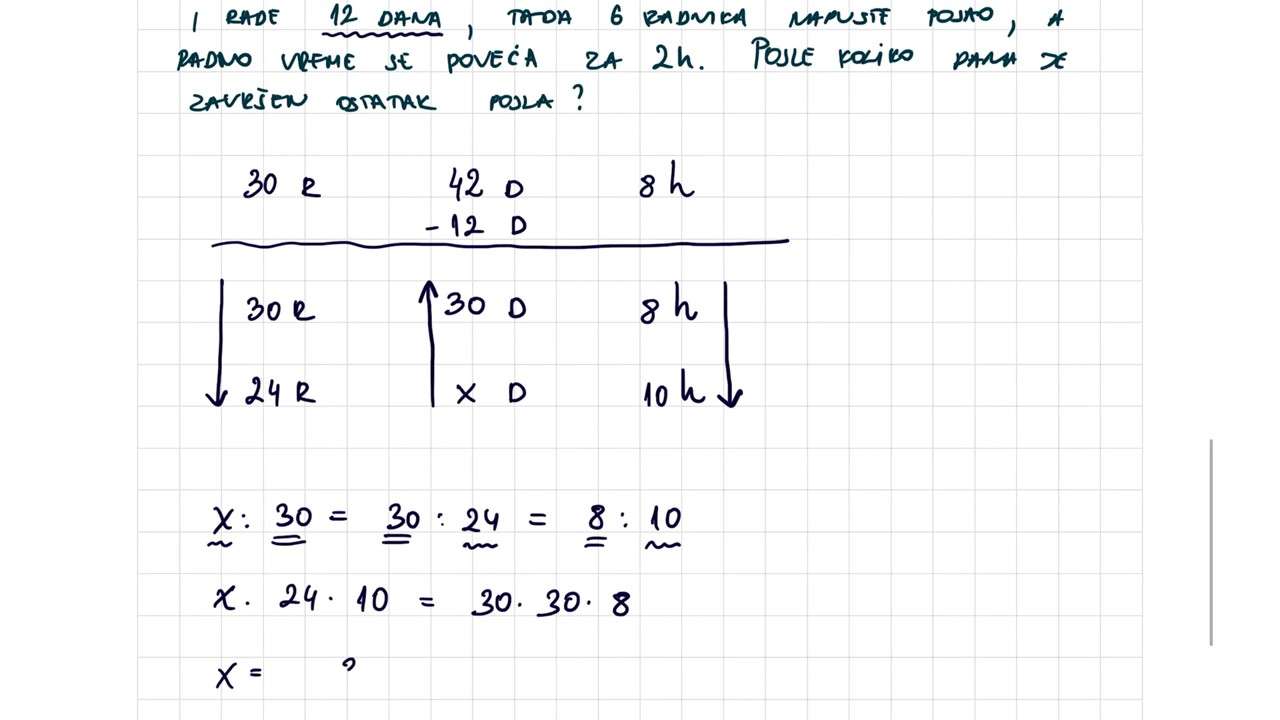 I RADE 12 DANA, TADA 6 RADNIKA NAPUSTE POSAO, A
RADNO VREME SE POVEĆA ZA 2h. POSLE KOLIKO DANA JE
ZAVRŠEN OSTATAK POSLA?
30 R 42 D 8 h
- 12 D
30 R 30 D 8 h
24 R X D 10 h
X : 30 = 30 : 24 = 8 : 10
X · 24 · 10 = 30 · 30 · 8
X =